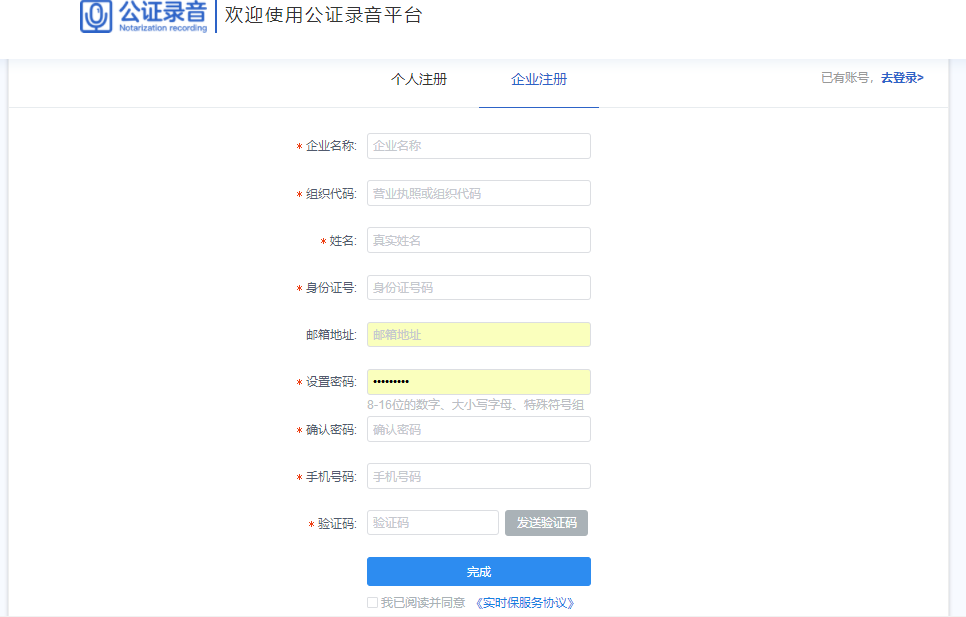 公证录音
Notarization recording
欢迎使用公证录音平台
个人注册
企业注册
已有账号，去登录>
* 企业名称: 企业名称
* 组织代码: 营业执照或组织代码
* 姓名: 真实姓名
* 身份证号: 身份证号码
邮箱地址: 邮箱地址
* 设置密码: •••••••••
8-16位的数字、大小写字母、特殊符号组
* 确认密码: 确认密码
* 手机号码: 手机号码
* 验证码: 验证码 发送验证码
完成
我已阅读并同意 《实时保服务协议》